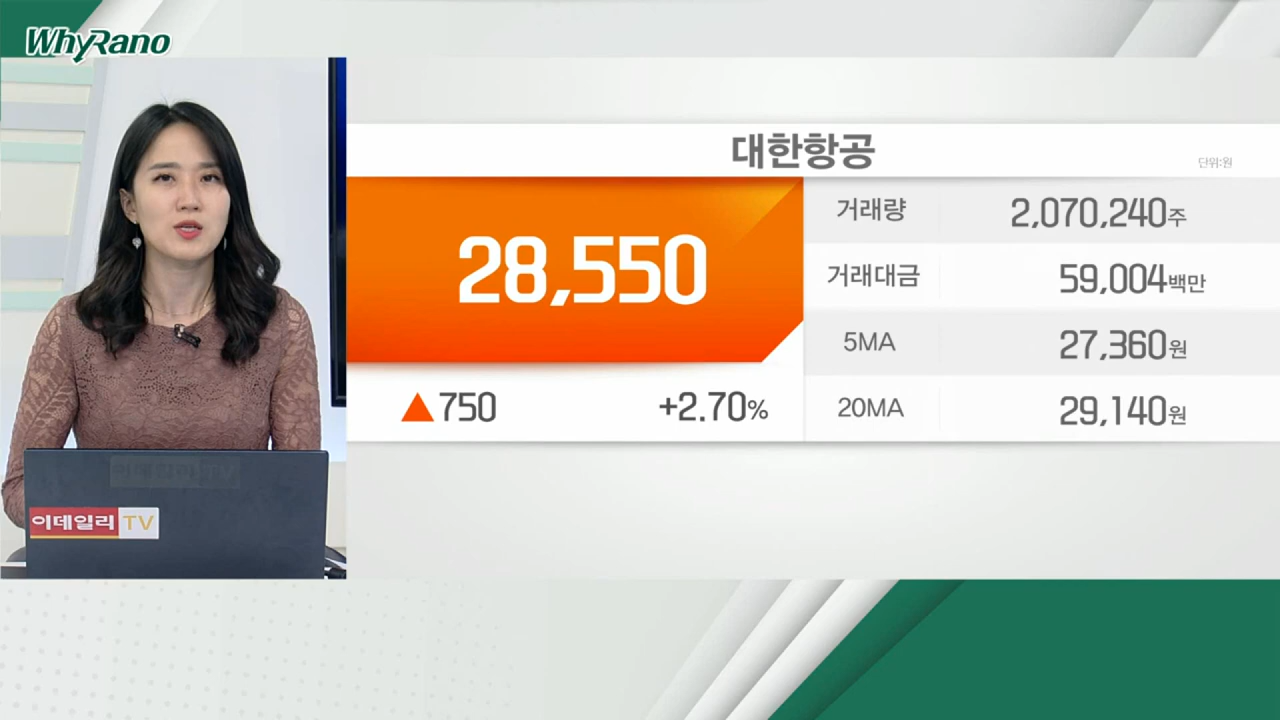 WhyRano
대한항공
단위:원
28,550
▲750 +2.70%
거래량 2,070,240주
거래대금 59,004백만
5MA 27,360원
20MA 29,140원
이데일리TV